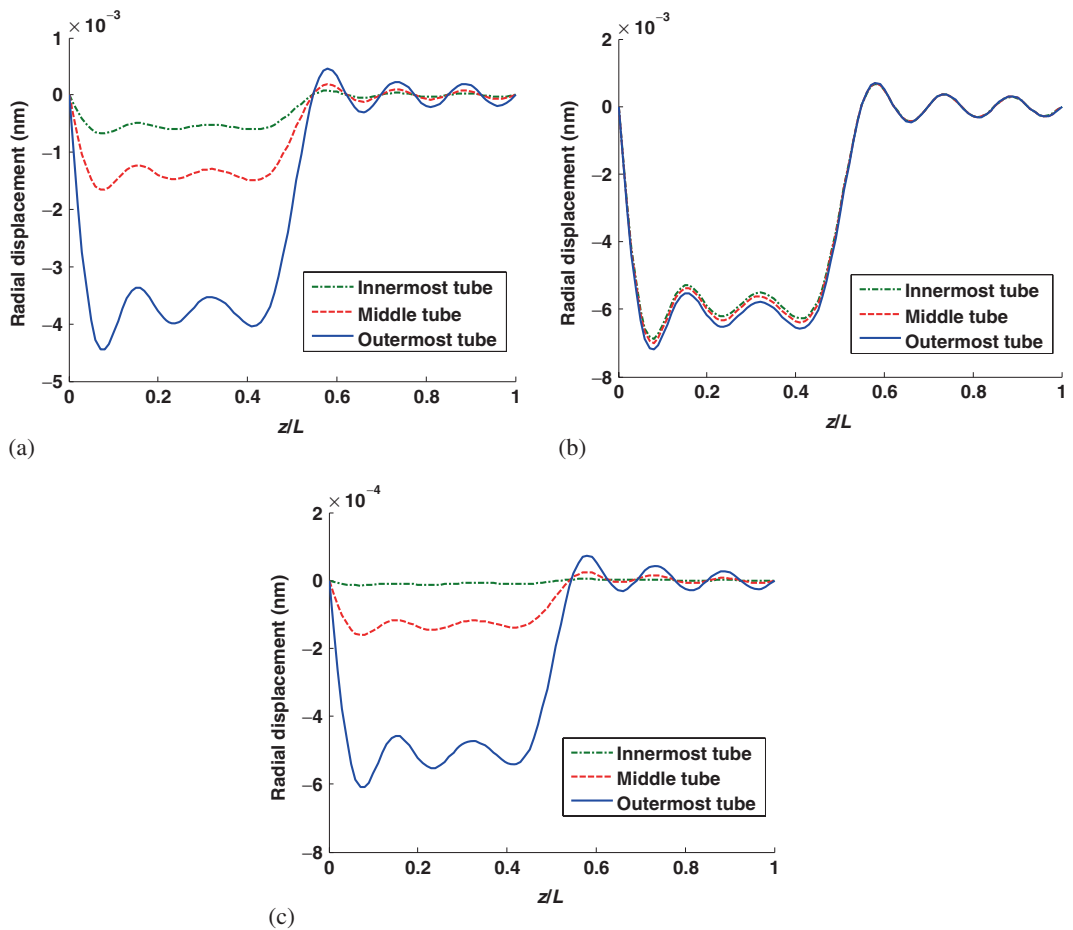 × 10⁻³
1
0
−1
−2
−3
−4
−5
Radial displacement (nm)
Innermost tube
Middle tube
Outermost tube
0 0.2 0.4 0.6 0.8 1
z/L
(a)
× 10⁻³
2
0
−2
−4
−6
−8
Radial displacement (nm)
Innermost tube
Middle tube
Outermost tube
0 0.2 0.4 0.6 0.8 1
z/L
(b)
× 10⁻⁴
2
0
−2
−4
−6
−8
Radial displacement (nm)
Innermost tube
Middle tube
Outermost tube
0 0.2 0.4 0.6 0.8 1
z/L
(c)